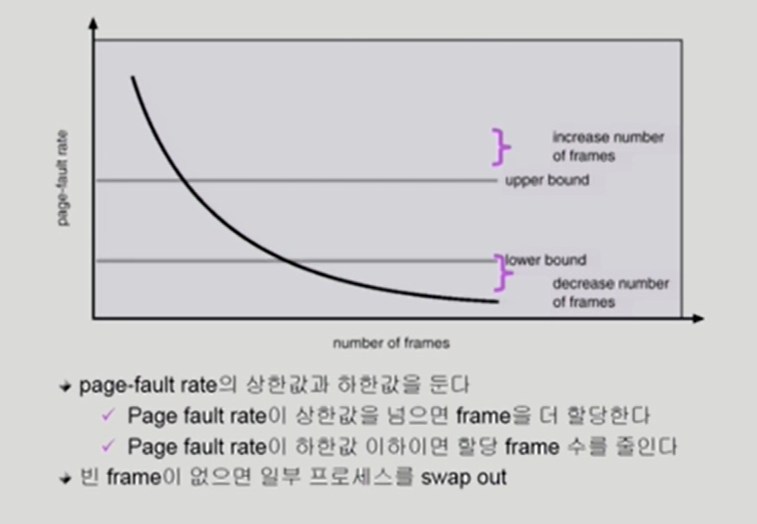 page-fault rate
increase number
of frames
upper bound
lower bound
decrease number
of frames
number of frames
page-fault rate의 상한값과 하한값을 둔다
Page fault rate이 상한값을 넘으면 frame을 더 할당한다
Page fault rate이 하한값 이하이면 할당 frame 수를 줄인다
빈 frame이 없으면 일부 프로세스를 swap out